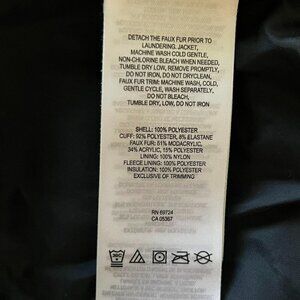 DETACH THE FAUX FUR PRIOR TO
LAUNDERING. JACKET,
MACHINE WASH COLD GENTLE,
NON-CHLORINE BLEACH WHEN NEEDED,
TUMBLE DRY LOW, REMOVE PROMPTLY,
DO NOT IRON, DO NOT DRYCLEAN,
FAUX FUR TRIM: MACHINE WASH, COLD,
GENTLE CYCLE, WASH SEPARATELY,
DO NOT BLEACH,
TUMBLE DRY, LOW, DO NOT IRON
SHELL: 100% POLYESTER
CUFF: 92% POLYESTER, 8% ELASTANE
FAUX FUR: 51% MODACRYLIC,
34% ACRYLIC, 15% POLYESTER
LINING: 100% NYLON
FLEECE LINING: 100% POLYESTER
INSULATION: 100% POLYESTER
EXCLUSIVE OF TRIMMING
RN 69724
CA 05367